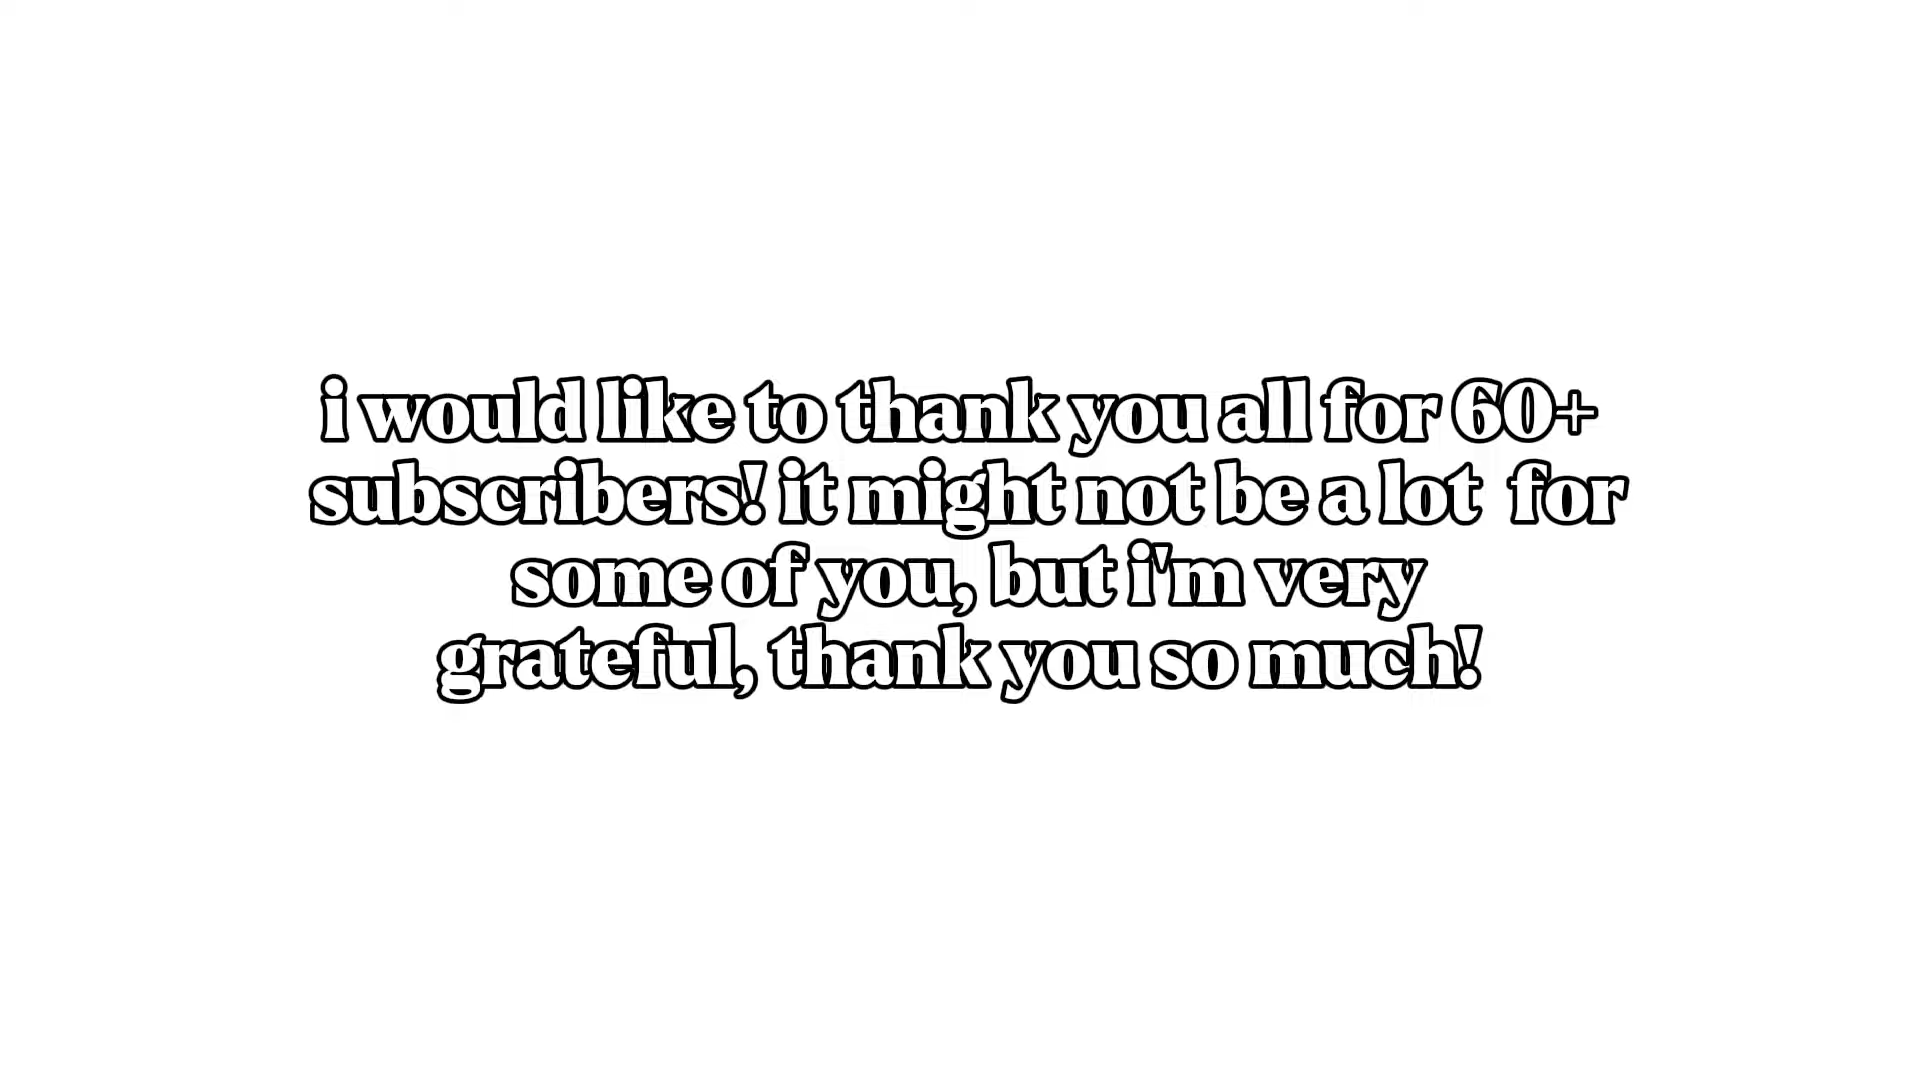 i would like to thank you all for 60+
subscribers! it might not be a lot  for
some of you, but i'm very
grateful, thank you so much!